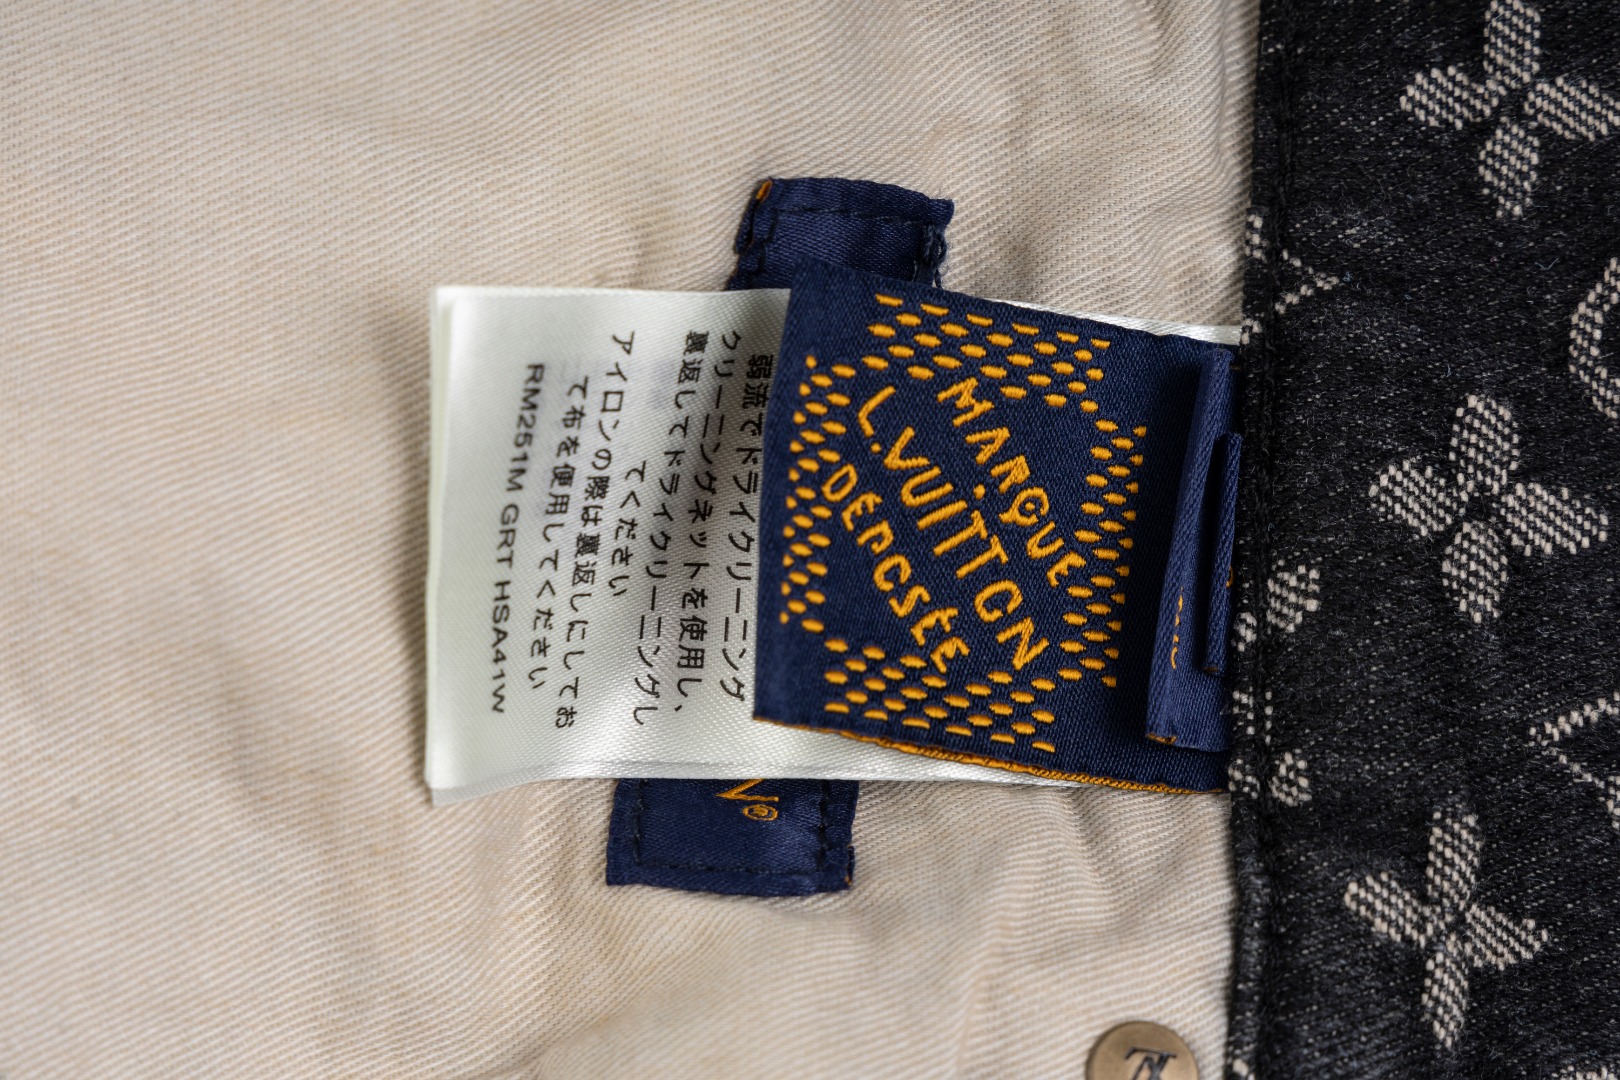 弱流でドライクリーニング
クリーニングネットを使用し、
裏返してドライクリーニングし
てください
アイロンの際は裏返しにしてお
て布を使用してください
RM251M GRT HSA41W
MARQUE
L.VUITTON
DÉPOSÉE